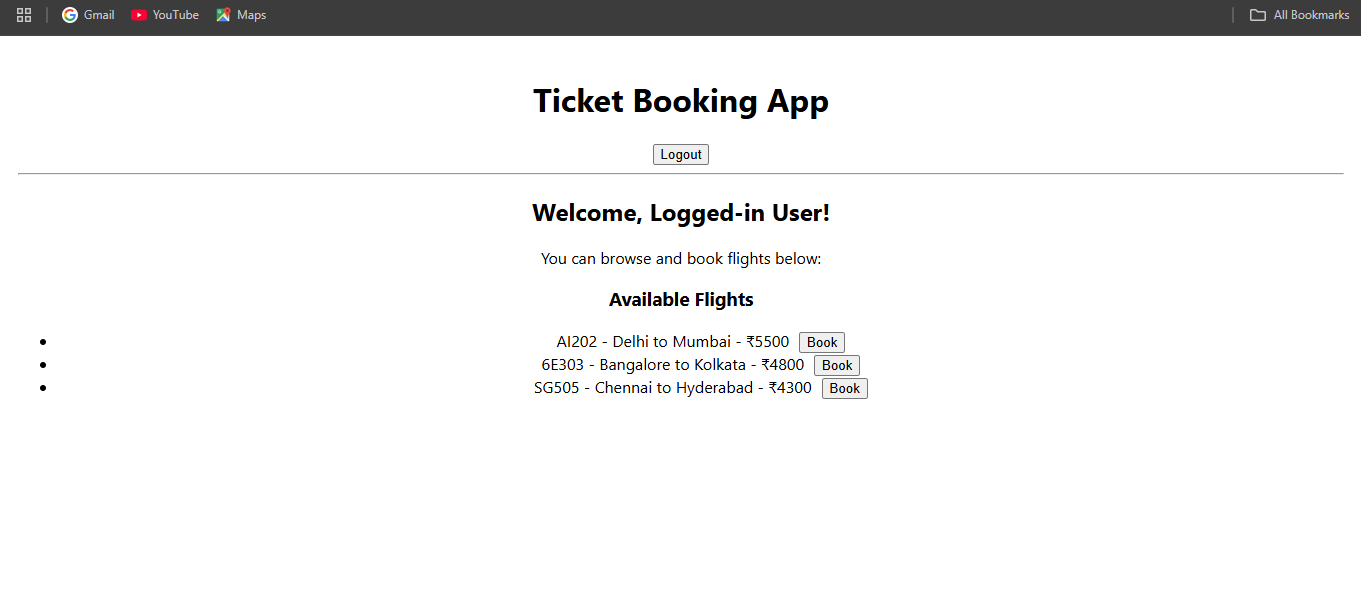 Gmail YouTube Maps All Bookmarks
Ticket Booking App
Logout
Welcome, Logged-in User!
You can browse and book flights below:
Available Flights
AI202 - Delhi to Mumbai - ₹5500 Book
6E303 - Bangalore to Kolkata - ₹4800 Book
SG505 - Chennai to Hyderabad - ₹4300 Book